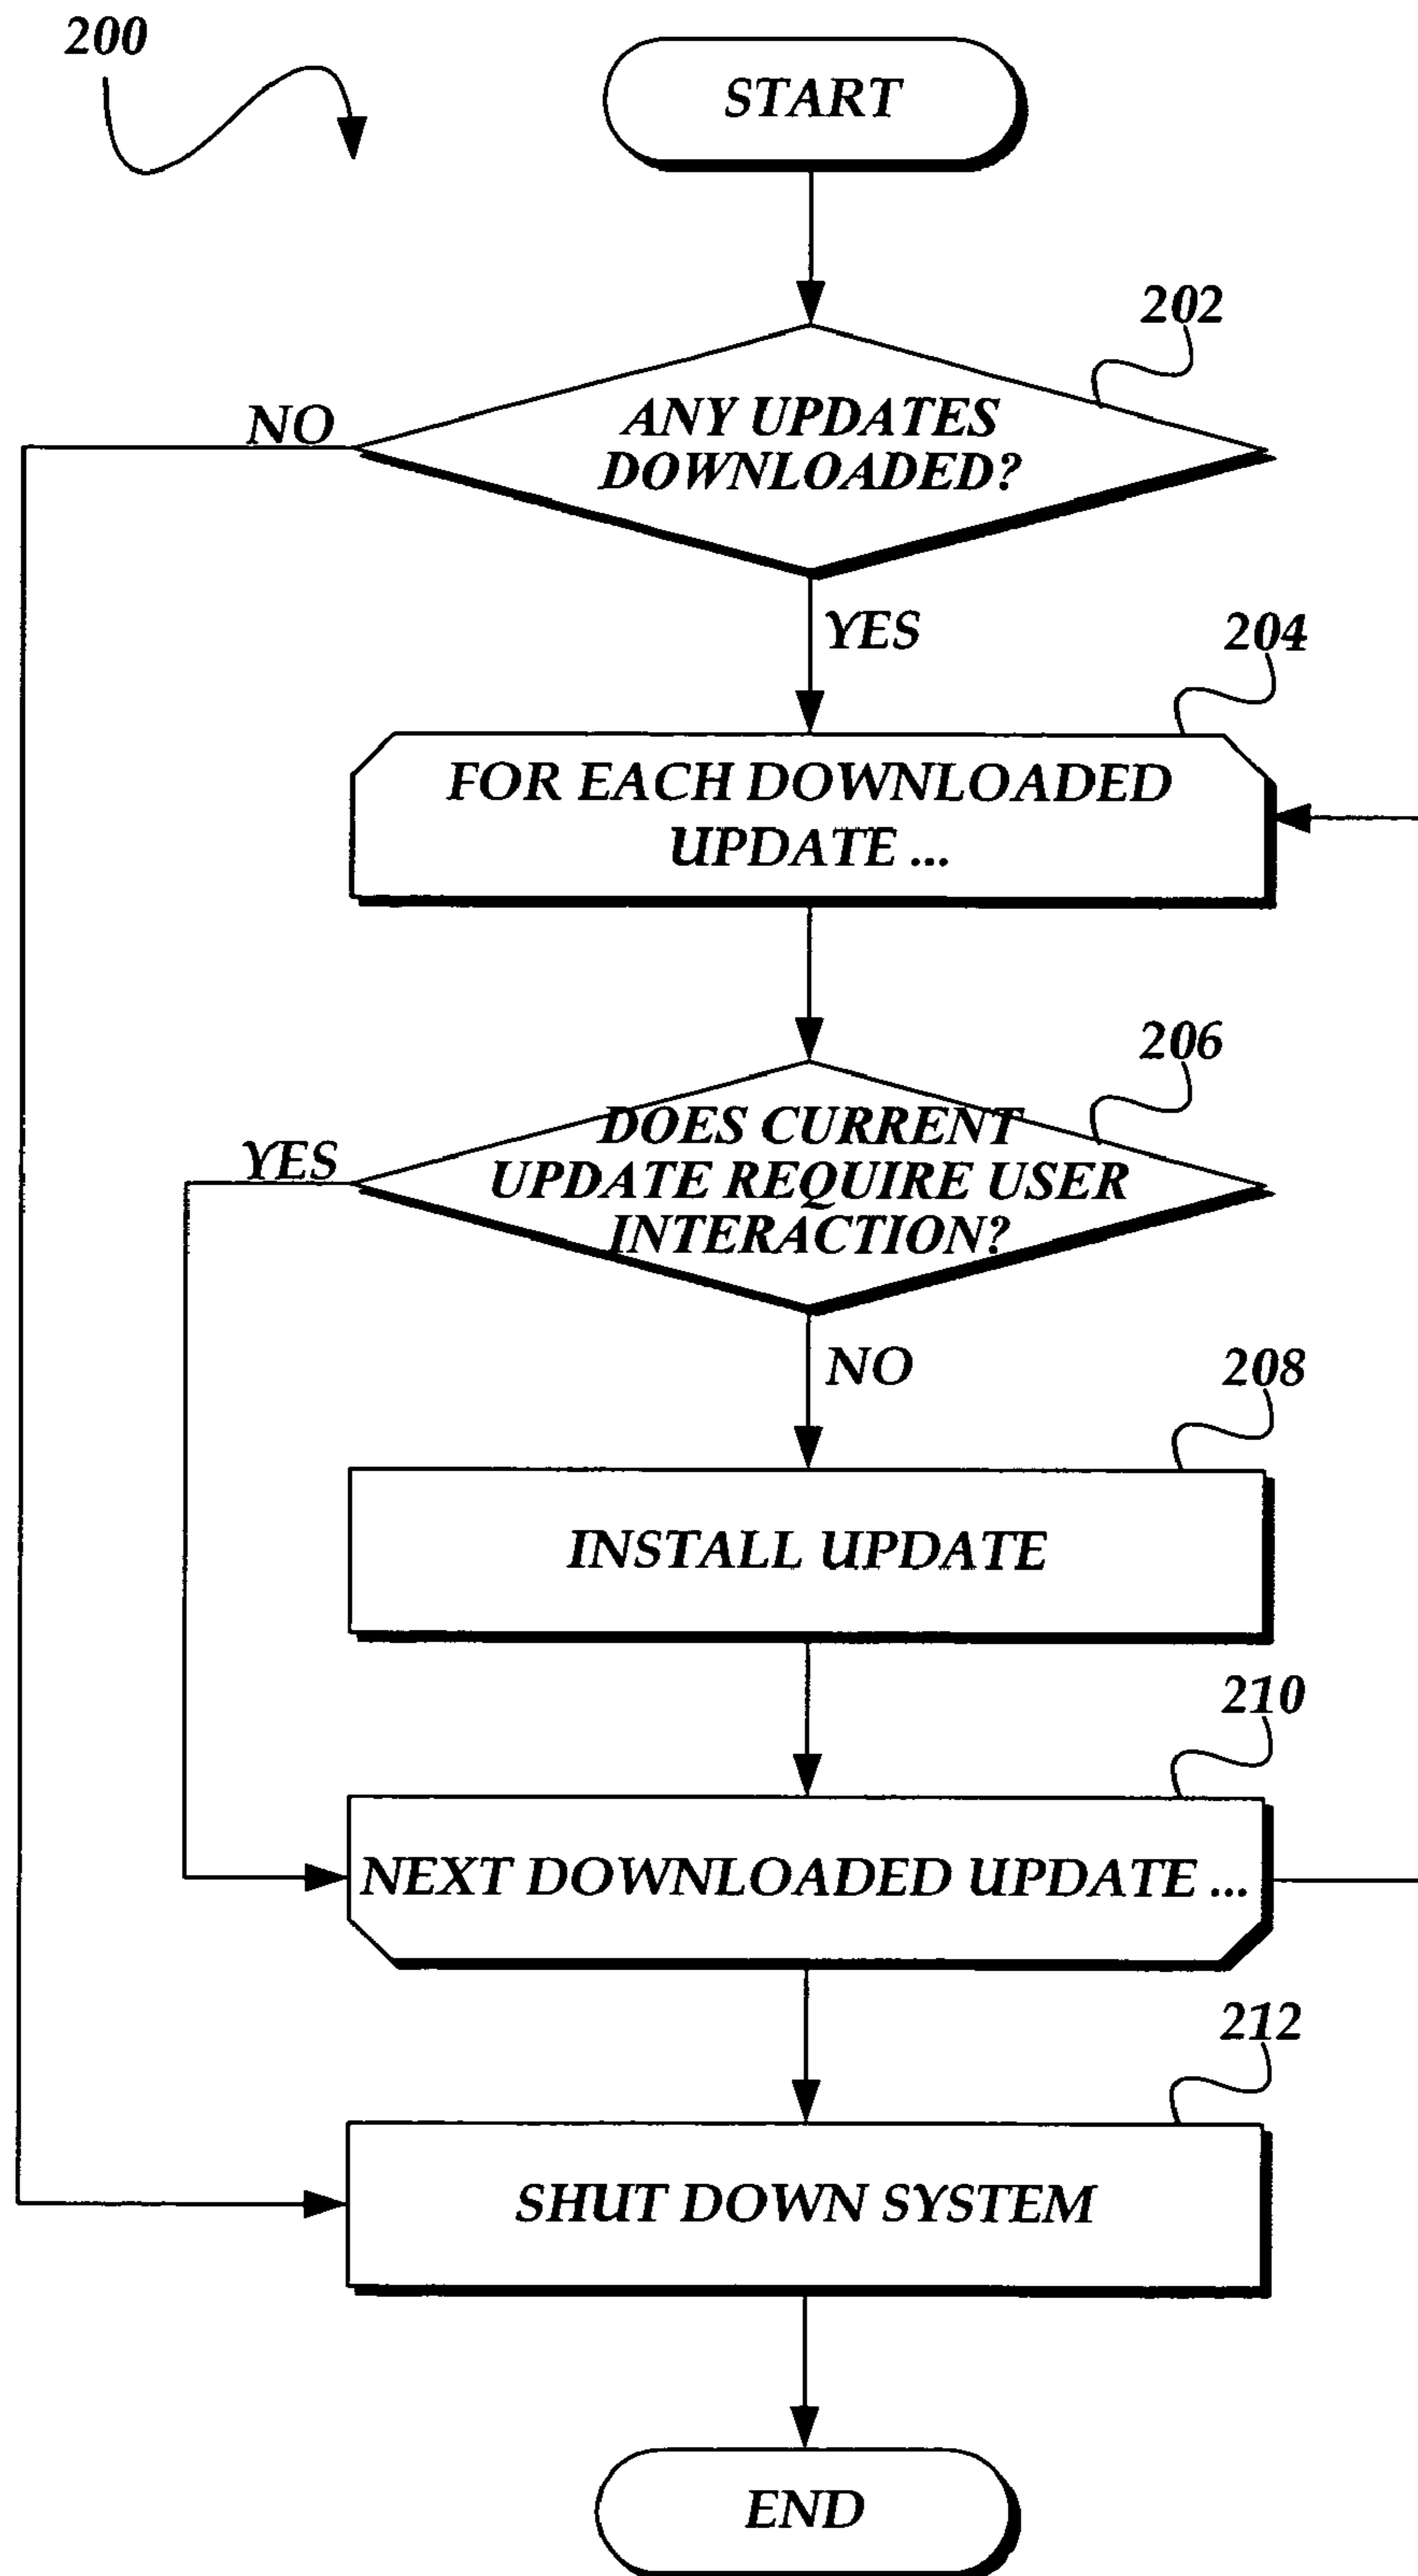 200
START
202
ANY UPDATES
DOWNLOADED?
NO
YES
204
FOR EACH DOWNLOADED
UPDATE ...
206
DOES CURRENT
UPDATE REQUIRE USER
INTERACTION?
YES
NO
208
INSTALL UPDATE
210
NEXT DOWNLOADED UPDATE ...
212
SHUT DOWN SYSTEM
END